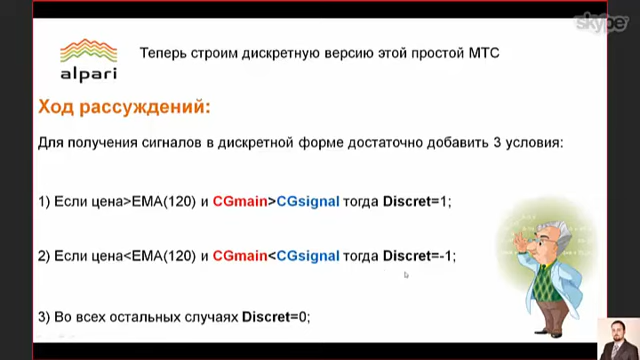 skype
Теперь строим дискретную версию этой простой МТС
alpari
Ход рассуждений:
Для получения сигналов в дискретной форме достаточно добавить 3 условия:
1) Если цена>EMA(120) и CGmain>CGsignal тогда Discret=1;
2) Если цена<EMA(120) и CGmain<CGsignal тогда Discret=-1;
3) Во всех остальных случаях Discret=0;